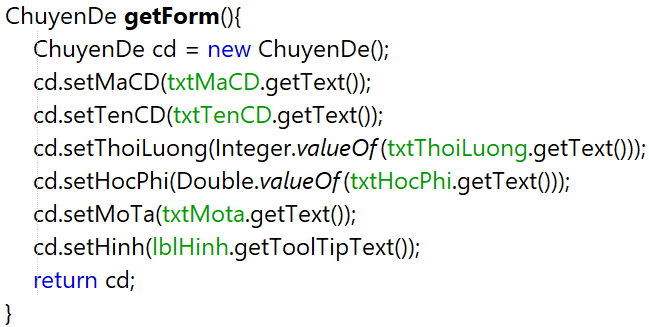 ChuyenDe getForm(){
ChuyenDe cd = new ChuyenDe();
cd.setMaCD(txtMaCD.getText());
cd.setTenCD(txtTenCD.getText());
cd.setThoiLuong(Integer.valueOf(txtThoiLuong.getText()));
cd.setHocPhi(Double.valueOf(txtHocPhi.getText()));
cd.setMoTa(txtMota.getText());
cd.setHinh(lblHinh.getToolTipText());
return cd;
}